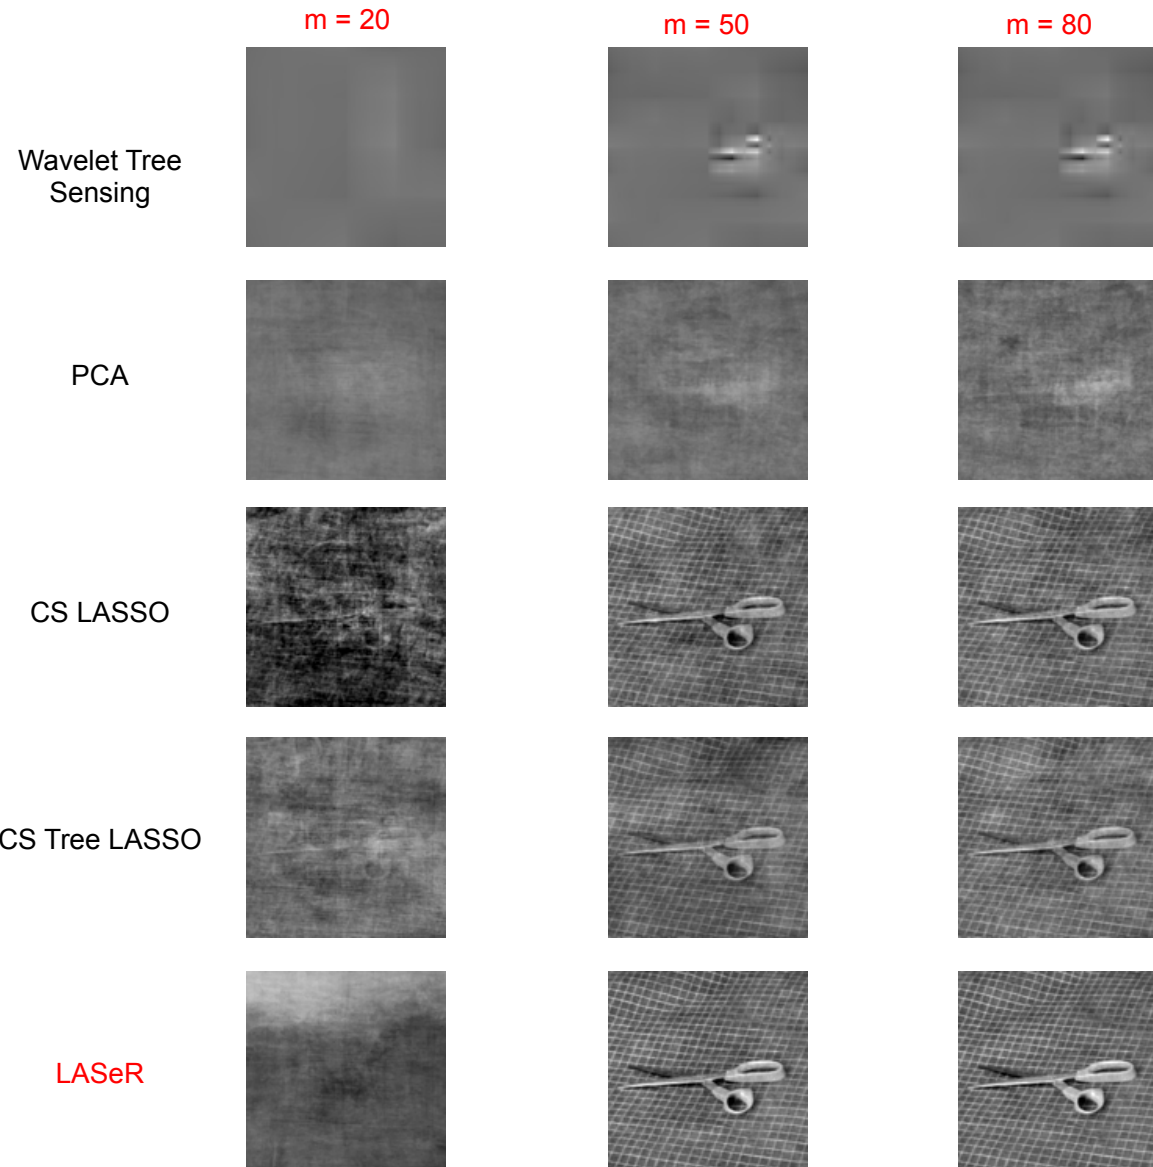 m = 20
m = 50
m = 80
Wavelet Tree
Sensing
PCA
CS LASSO
CS Tree LASSO
LASeR